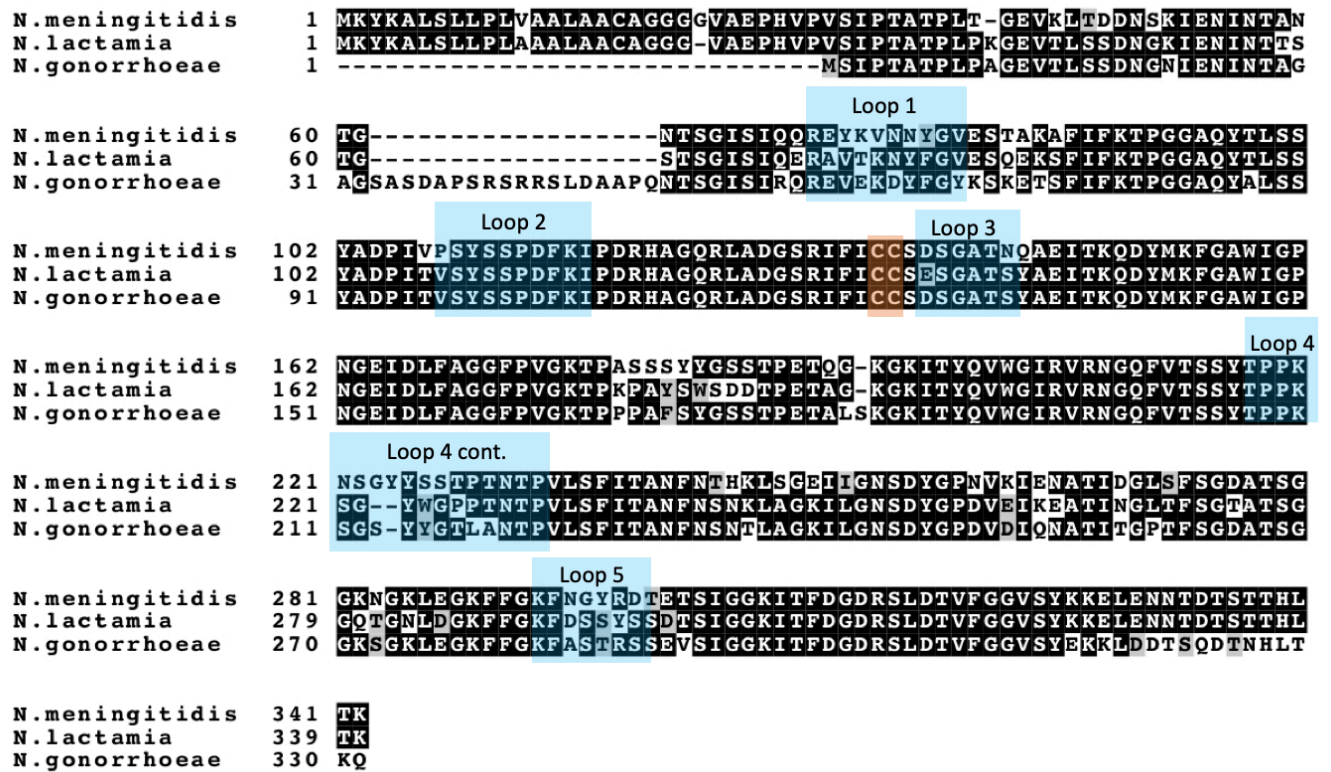 N.meningitidis 1 MKYKALSLLPLVAALAACAGGGGVAEPHVPVSIPTATPLT-GEVKLTDDNSKIENINTAN
N.lactamia 1 MKYKALSLLPLAAALAACAGGG-VAEPHVPVSIPTATPLPKGEVTLSSDNGKIENINTTS
N.gonorrhoeae 1 ------------------------------MSIPTATPLPAGEVTLSSDNGNIENINTAG
Loop 1
N.meningitidis 60 TG------------------NTSGISIQQREYKVNNYGVESTAKAFIFKTPGGAQYTLSS
N.lactamia 60 TG------------------STSGISIQERAVTKNYFGVESQEKSFIFKTPGGAQYTLSS
N.gonorrhoeae 31 AGSASDAPSRSRRSLDAAPQNTSGISIRQREVEKDYFGYKSKETSFIFKTPGGAQYALSS
Loop 2 Loop 3
N.meningitidis 102 YADPIVPSYSSPDFKIPDRHAGQRLADGSRIFICCSDSGATNQAEITKQDYMKFGAWIGP
N.lactamia 102 YADPITVSYSSPDFKIPDRHAGQRLADGSRIFICCSESGATSYAEITKQDYMKFGAWIGP
N.gonorrhoeae 91 YADPITVSYSSPDFKIPDRHAGQRLADGSRIFICCSDSGATSYAEITKQDYMKFGAWIGP
Loop 4
N.meningitidis 162 NGEIDLFAGGFPVGKTPASSSYYGSSTPETQG-KGKITYQVWGIRVRNGQFVTSSYTPPK
N.lactamia 162 NGEIDLFAGGFPVGKTPKPAYSWSDDTPETAG-KGKITYQVWGIRVRNGQFVTSSYTPPK
N.gonorrhoeae 151 NGEIDLFAGGFPVGKTPPPAFSYGSSTPETALSKGKITYQVWGIRVRNGQFVTSSYTPPK
Loop 4 cont.
N.meningitidis 221 NSGYYSSTPTNTPVLSFITANFNTHKLSGEIIGNSDYGPNVKIENATIDGLSFSGDATSG
N.lactamia 221 SG--YWGPPTNTPVLSFITANFNSNKLAGKILGNSDYGPDVEIKEATINGLTFSGTATSG
N.gonorrhoeae 211 SGS-YYGTLANTPVLSFITANFNSNTLAGKILGNSDYGPDVDIQNATITGPTFSGDATSG
Loop 5
N.meningitidis 281 GKNGKLEGKFFGKFNGYRDTETSIGGKITFDGDRSLDTVFGGVSYKKELENNTDTSTTHL
N.lactamia 279 GQTGNLDGKFFGKFDSSYSSDTSIGGKITFDGDRSLDTVFGGVSYKKELENNTDTSTTHL
N.gonorrhoeae 270 GKSGKLEGKFFGKFASTRSSEVSIGGKITFDGDRSLDTVFGGVSYEKKLDDTSQDTNHLT
N.meningitidis 341 TK
N.lactamia 339 TK
N.gonorrhoeae 330 KQ